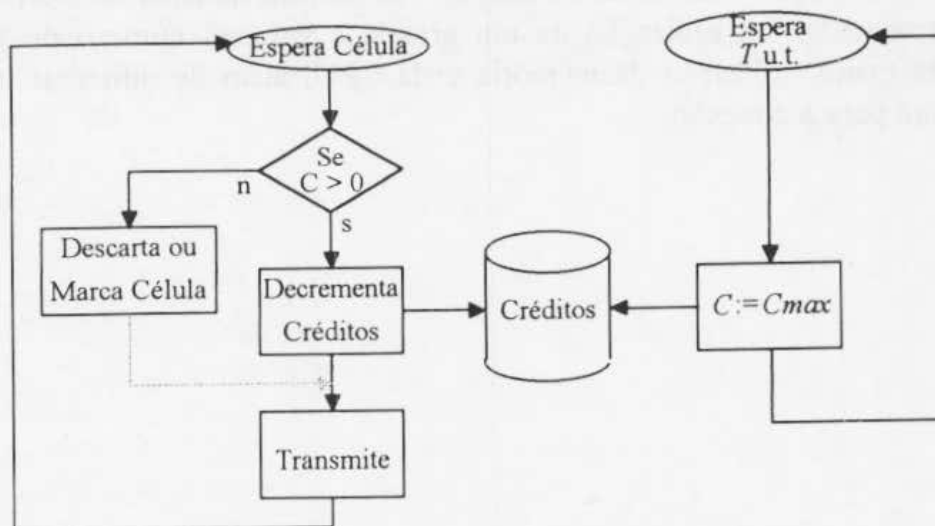 Espera Célula
Se
C > 0
n
s
Descarta ou
Marca Célula
Decrementa
Créditos
Transmite
Créditos
Espera
T u.t.
C := Cmax